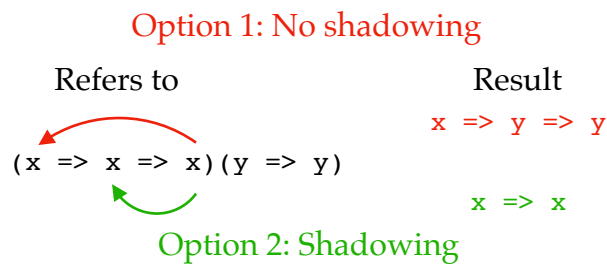 Option 1: No shadowing
Refers to
Result
x => y => y
(x => x => x)(y => y)
x => x
Option 2: Shadowing